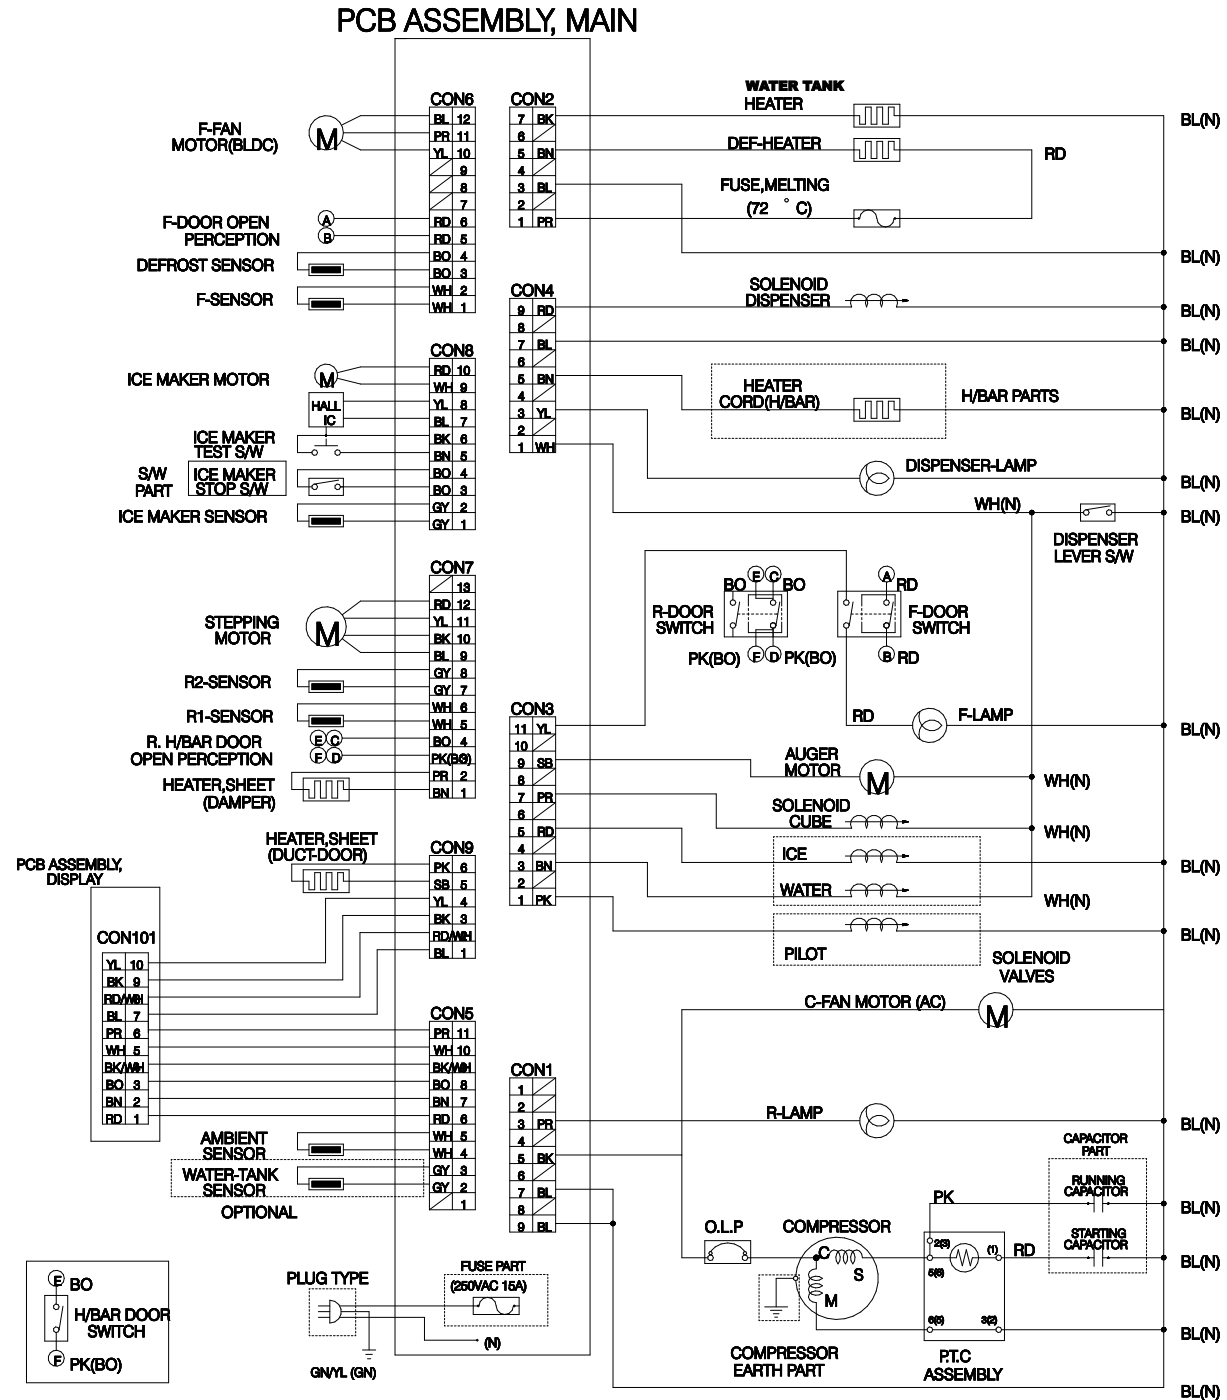 PCB ASSEMBLY, MAIN
CON6
BL 12
PR 11
YL 10
9
8
7
RD 6
RD 5
BO 4
BO 3
WH 2
WH 1
F-FAN
MOTOR(BLDC)
M
F-DOOR OPEN
PERCEPTION
A
B
DEFROST SENSOR
F-SENSOR
CON8
RD 10
WH 9
YL 8
BL 7
BK 6
BN 5
BO 4
BO 3
GY 2
GY 1
ICE MAKER MOTOR
M
HALL
IC
ICE MAKER
TEST S/W
S/W
PART
ICE MAKER
STOP S/W
ICE MAKER SENSOR
CON7
13
RD 12
YL 11
BK 10
BL 9
GY 8
GY 7
WH 6
WH 5
BO 4
PK(BO)
PR 2
BN 1
STEPPING
MOTOR
M
R2-SENSOR
R1-SENSOR
R. H/BAR DOOR
OPEN PERCEPTION
E C
F D
HEATER,SHEET
(DAMPER)
HEATER,SHEET
(DUCT-DOOR)
CON9
PK 6
SB 5
YL 4
BK 3
RD/WH
BL 1
PCB ASSEMBLY,
DISPLAY
CON101
YL 10
BK 9
RD/WH
BL 7
PR 6
WH 5
BK/WH
BO 3
BN 2
RD 1
CON5
PR 11
WH 10
BK/WH
BO 8
BN 7
RD 6
WH 5
WH 4
GY 3
GY 2
1
AMBIENT
SENSOR
WATER-TANK
SENSOR
OPTIONAL
E BO
H/BAR DOOR
SWITCH
F PK(BO)
PLUG TYPE
GN/YL (GN)
FUSE PART
(250VAC 15A)
(N)
CON2
7 BK
6
5 BN
4
3 BL
2
1 PR
WATER TANK
HEATER
DEF-HEATER
RD
FUSE,MELTING
(72 ° C)
BL(N)
BL(N)
CON4
9 RD
8
7 BL
6
5 BN
4
3 YL
2
1 WH
SOLENOID
DISPENSER
BL(N)
BL(N)
HEATER
CORD(H/BAR)
H/BAR PARTS
BL(N)
DISPENSER-LAMP
BL(N)
WH(N)
BL(N)
DISPENSER
LEVER S/W
BO E C BO
R-DOOR
SWITCH
PK(BO) F D PK(BO)
A RD
F-DOOR
SWITCH
B RD
CON3
11 YL
10
9 SB
8
7 PR
6
5 RD
4
3 BN
2
1 PK
RD
F-LAMP
BL(N)
AUGER
MOTOR
M
WH(N)
SOLENOID
CUBE
WH(N)
ICE
BL(N)
WATER
WH(N)
PILOT
BL(N)
SOLENOID
VALVES
C-FAN MOTOR (AC)
M
CON1
1
2
3 PR
4
5 BK
6
7 BL
8
9 BL
R-LAMP
BL(N)
CAPACITOR
PART
RUNNING
CAPACITOR
PK
BL(N)
STARTING
CAPACITOR
RD
BL(N)
O.L.P
COMPRESSOR
C
S
M
2(3)
(1)
5(6)
6(5)
3(2)
BL(N)
COMPRESSOR
EARTH PART
P.T.C
ASSEMBLY
BL(N)